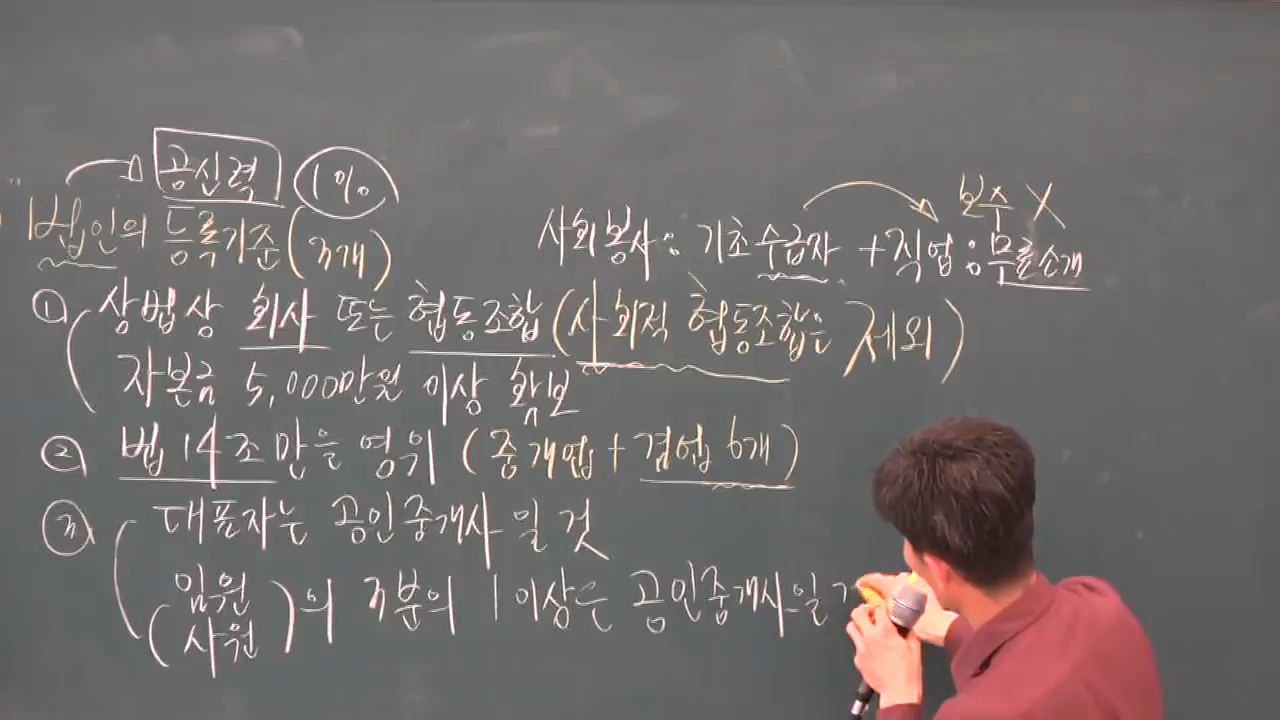 공신력 1%
법인의 등록기준(3개)
보수 X
사회봉사 : 기초수급자 + 직업 : 무료소개
① 상법상 회사 또는 협동조합 (사회적 협동조합은 제외)
자본금 5,000만원 이상 확보
② 법 14조만을 영위 (중개업 + 겸업 6개)
③ 대표자는 공인중개사일 것
(임원
사원)의 3분의 1 이상은 공인중개사일